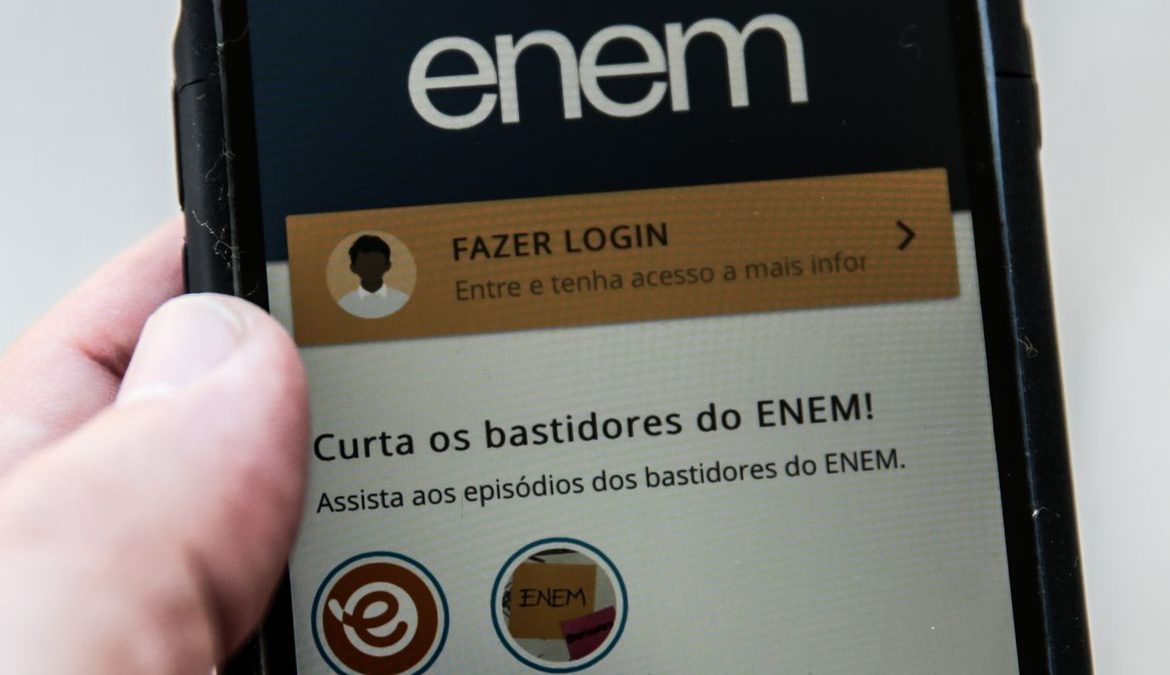 enem
FAZER LOGIN
Entre e tenha acesso a mais infor
Curta os bastidores do ENEM!
Assista aos episódios dos bastidores do ENEM.
e
ENEM